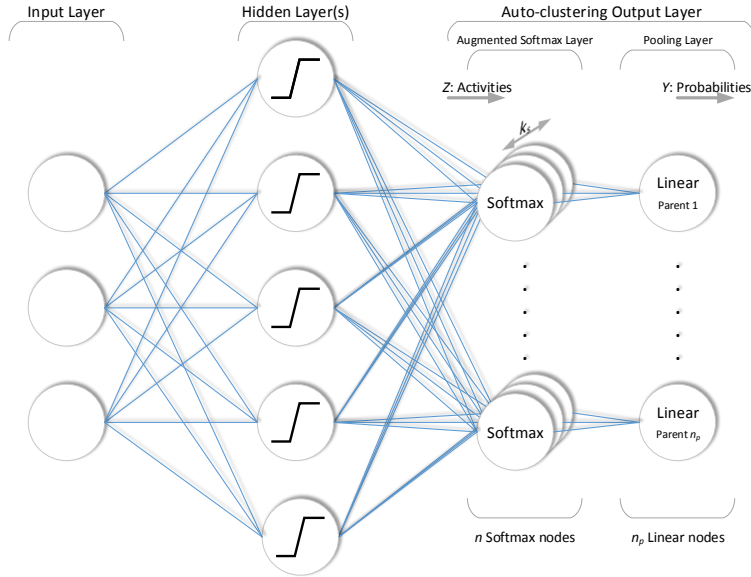 Input Layer
Hidden Layer(s)
Auto-clustering Output Layer
Augmented Softmax Layer
Pooling Layer
Z: Activities
Y: Probabilities
kₛ
Softmax
Linear
Parent 1
Softmax
Linear
Parent nₚ
n Softmax nodes
nₚ Linear nodes